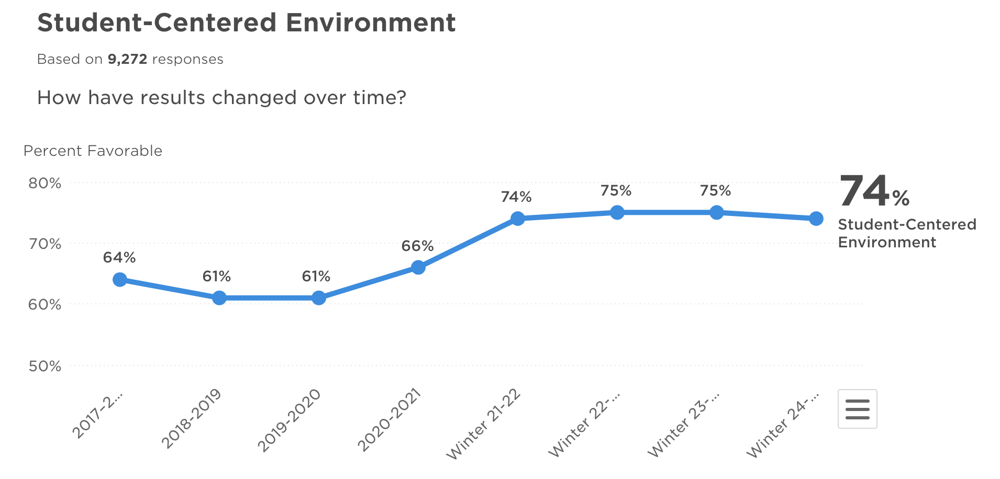 Student-Centered Environment
Based on 9,272 responses
How have results changed over time?
Percent Favorable
80%
70%
60%
50%
64%
61%
61%
66%
74%
75%
75%
74%
Student-Centered
Environment
2017-2...
2018-2019
2019-2020
2020-2021
Winter 21-22
Winter 22-...
Winter 23-...
Winter 24-...